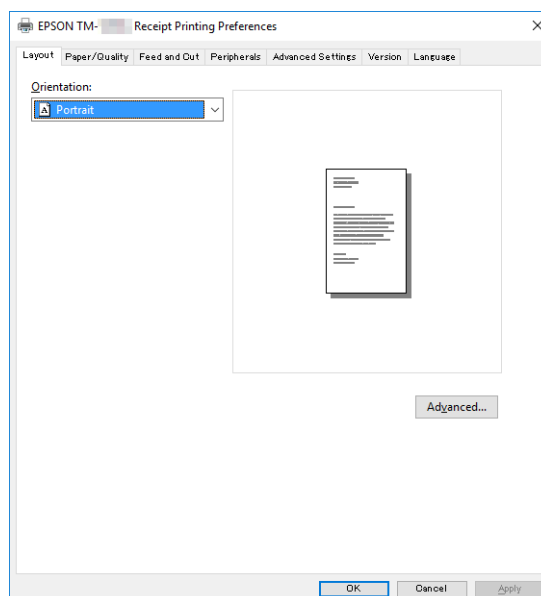 EPSON TM- Receipt Printing Preferences
Layout Paper/Quality Feed and Cut Peripherals Advanced Settings Version Language
Orientation:
A Portrait
Advanced...
OK Cancel Apply